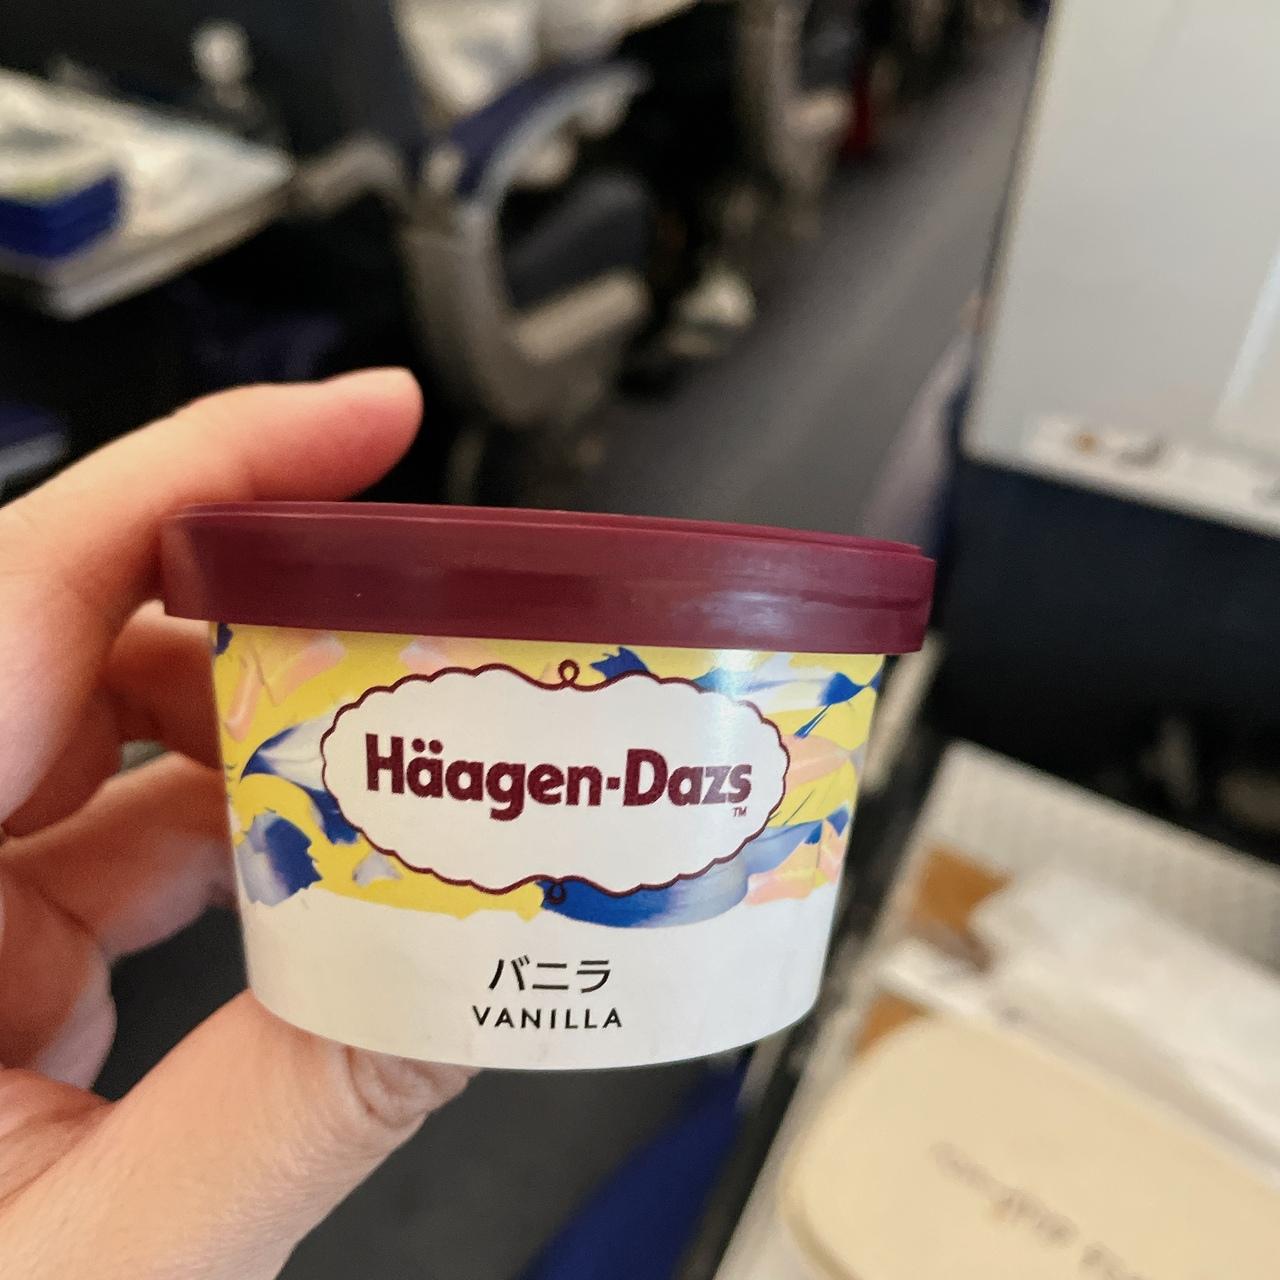 Häagen-Dazs
TM
バニラ
VANILLA